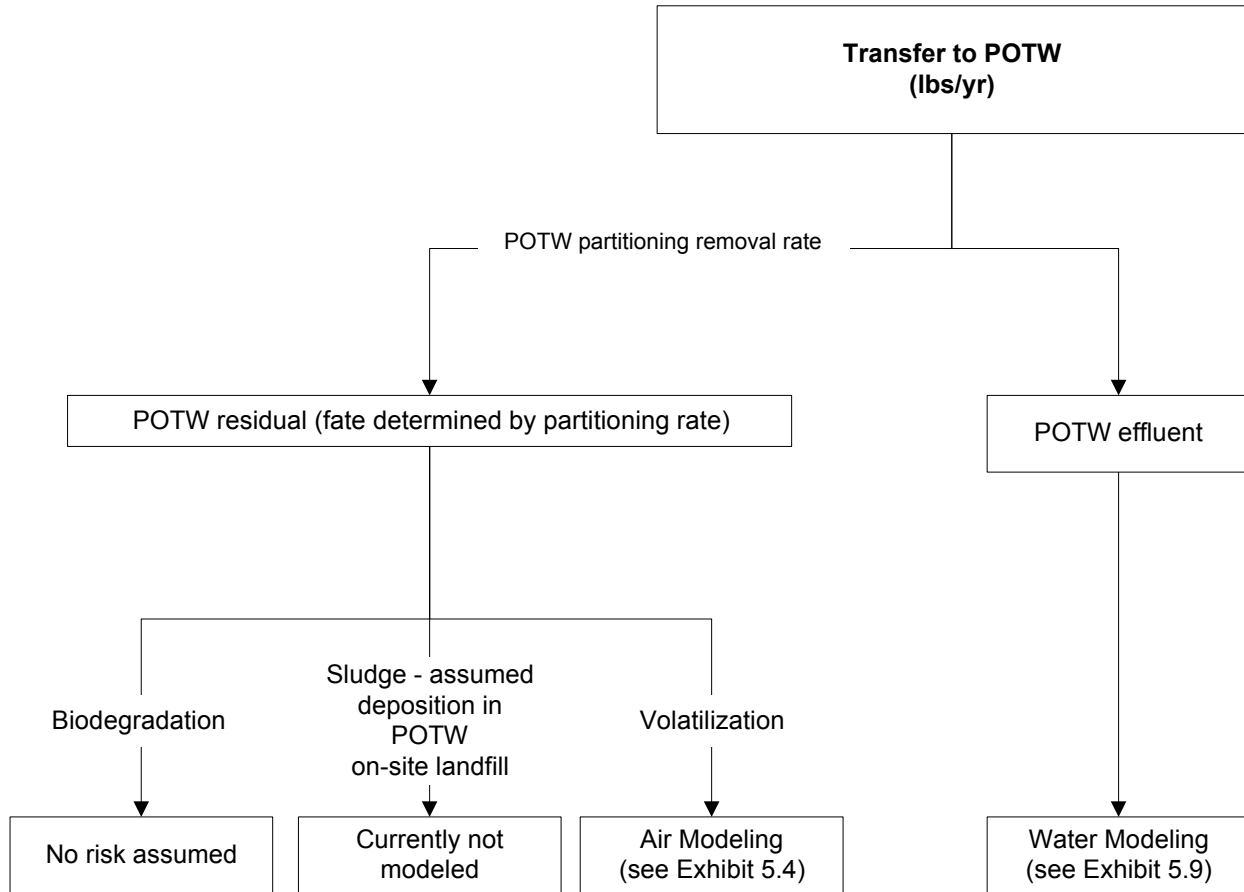 Transfer to POTW
(lbs/yr)
POTW partitioning removal rate
POTW residual (fate determined by partitioning rate)
POTW effluent
Biodegradation
Sludge - assumed
deposition in
POTW
on-site landfill
Volatilization
No risk assumed
Currently not
modeled
Air Modeling
(see Exhibit 5.4)
Water Modeling
(see Exhibit 5.9)